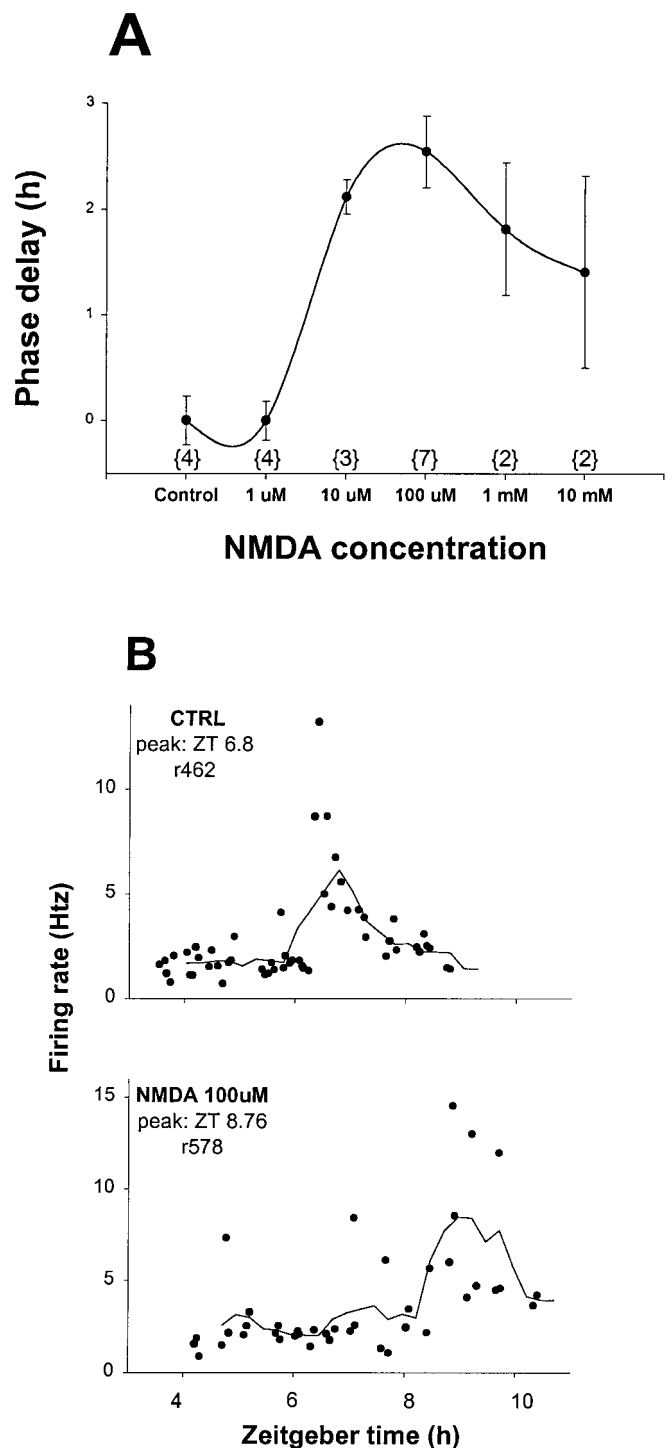 A
3
2
1
0
Phase delay (h)
{4} {4} {3} {7} {2} {2}
Control 1 uM 10 uM 100 uM 1 mM 10 mM
NMDA concentration
B
CTRL
peak: ZT 6.8
r462
10
5
0
Firing rate (Htz)
NMDA 100uM
peak: ZT 8.76
r578
15
10
5
0
4 6 8 10
Zeitgeber time (h)